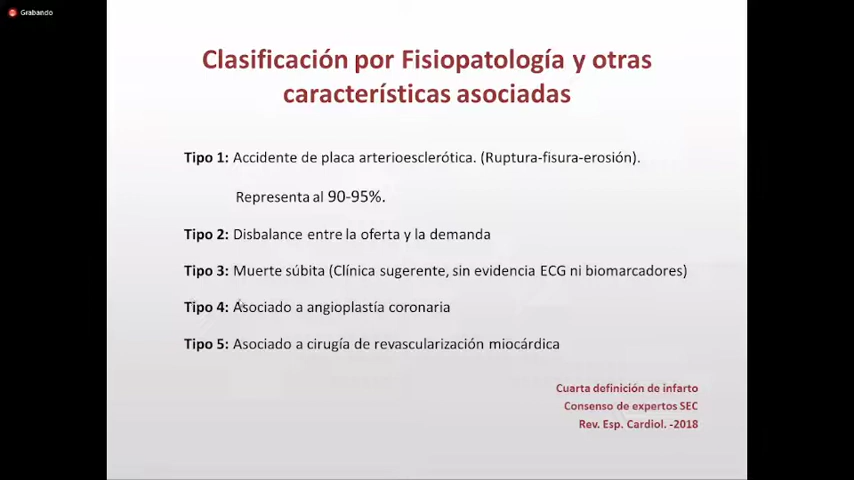 Grabando
Clasificación por Fisiopatología y otras
características asociadas
Tipo 1: Accidente de placa arterioesclerótica. (Ruptura-fisura-erosión).
Representa al 90-95%.
Tipo 2: Disbalance entre la oferta y la demanda
Tipo 3: Muerte súbita (Clínica sugerente, sin evidencia ECG ni biomarcadores)
Tipo 4: Asociado a angioplastía coronaria
Tipo 5: Asociado a cirugía de revascularización miocárdica
Cuarta definición de infarto
Consenso de expertos SEC
Rev. Esp. Cardiol. -2018